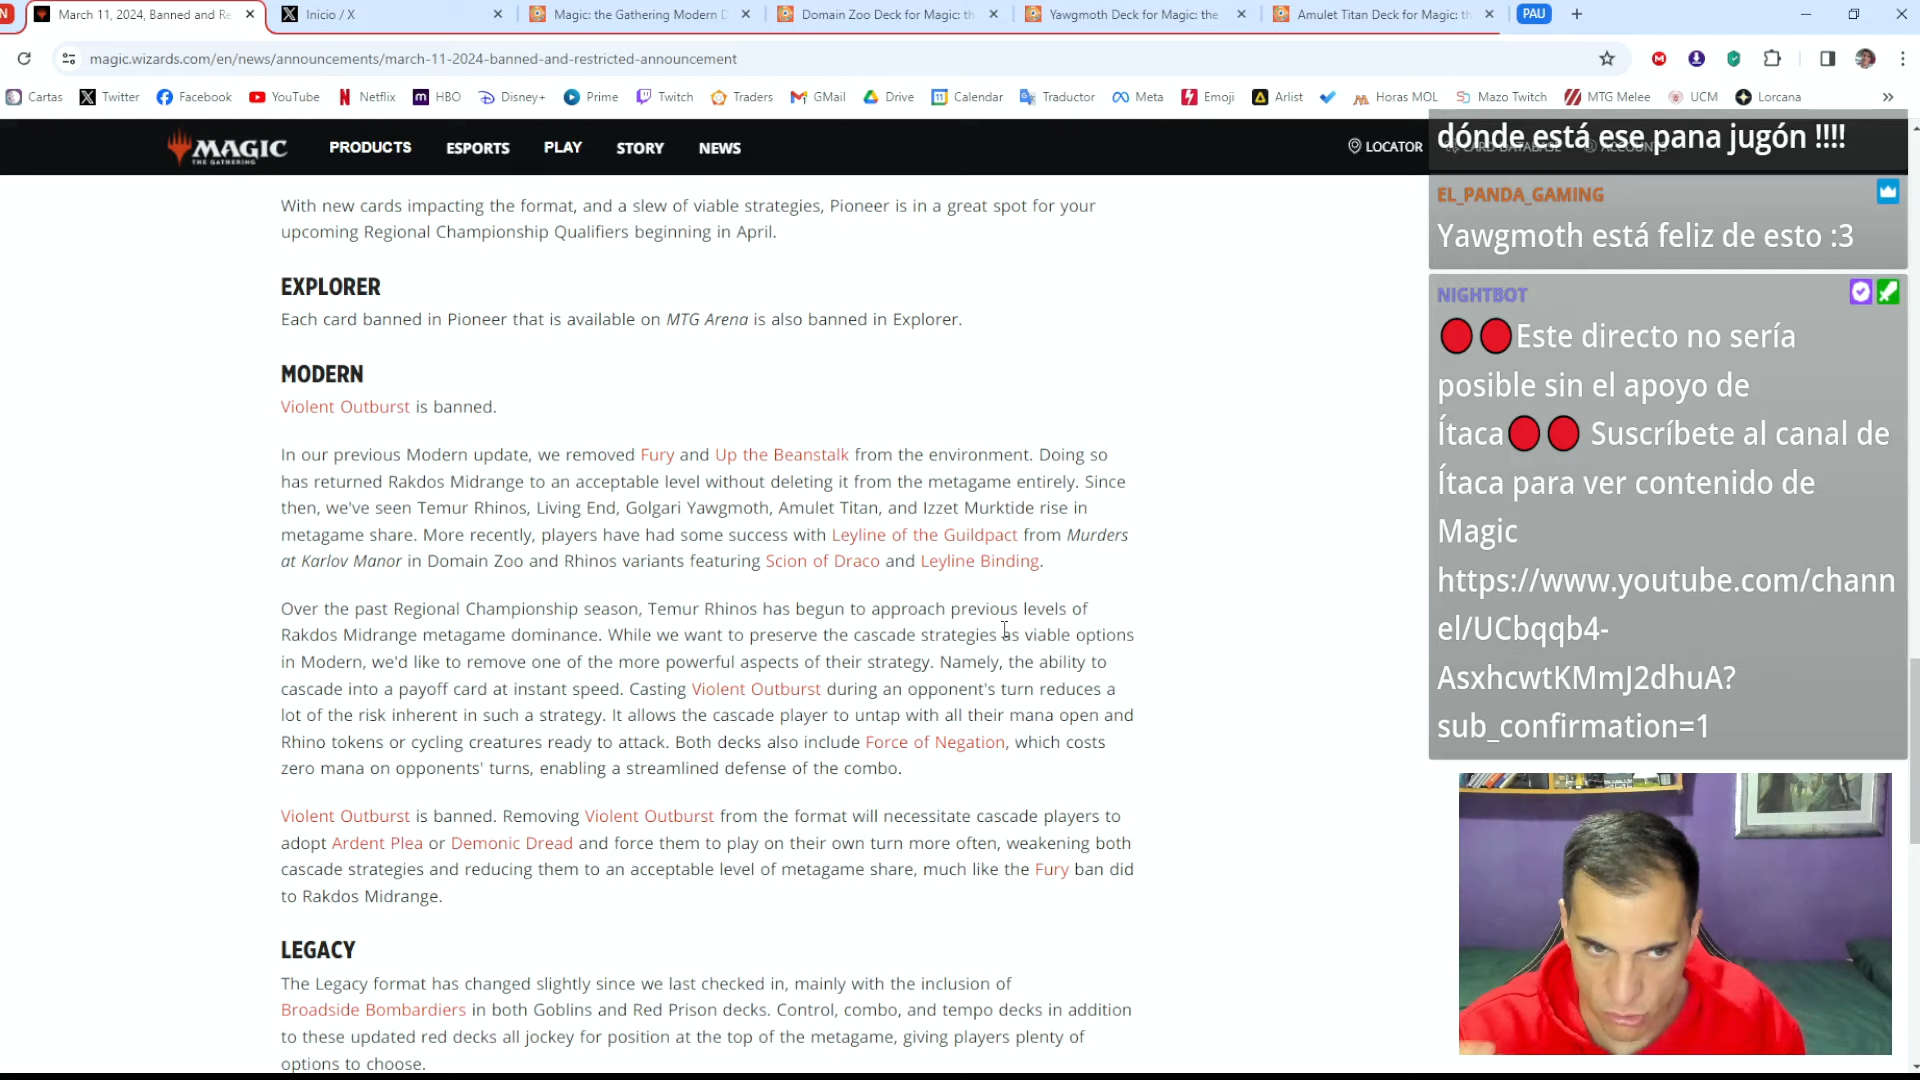 March 11, 2024, Banned and Re
Inicio / X
Magic: the Gathering Modern D
Domain Zoo Deck for Magic: th
Yawgmoth Deck for Magic: the
Amulet Titan Deck for Magic: th
PAU
magic.wizards.com/en/news/announcements/march-11-2024-banned-and-restricted-announcement
Cartas Twitter Facebook YouTube Netflix HBO Disney+ Prime Twitch Traders GMail Drive Calendar Traductor Meta Emoji Arlist Horas MOL Mazo Twitch MTG Melee UCM Lorcana
MAGIC
THE GATHERING
PRODUCTS ESPORTS PLAY STORY NEWS
LOCATOR
CARD DATABASE
ACCOUNTS
With new cards impacting the format, and a slew of viable strategies, Pioneer is in a great spot for your
upcoming Regional Championship Qualifiers beginning in April.
EXPLORER
Each card banned in Pioneer that is available on MTG Arena is also banned in Explorer.
MODERN
Violent Outburst is banned.
In our previous Modern update, we removed Fury and Up the Beanstalk from the environment. Doing so
has returned Rakdos Midrange to an acceptable level without deleting it from the metagame entirely. Since
then, we've seen Temur Rhinos, Living End, Golgari Yawgmoth, Amulet Titan, and Izzet Murktide rise in
metagame share. More recently, players have had some success with Leyline of the Guildpact from Murders
at Karlov Manor in Domain Zoo and Rhinos variants featuring Scion of Draco and Leyline Binding.
Over the past Regional Championship season, Temur Rhinos has begun to approach previous levels of
Rakdos Midrange metagame dominance. While we want to preserve the cascade strategies as viable options
in Modern, we'd like to remove one of the more powerful aspects of their strategy. Namely, the ability to
cascade into a payoff card at instant speed. Casting Violent Outburst during an opponent's turn reduces a
lot of the risk inherent in such a strategy. It allows the cascade player to untap with all their mana open and
Rhino tokens or cycling creatures ready to attack. Both decks also include Force of Negation, which costs
zero mana on opponents' turns, enabling a streamlined defense of the combo.
Violent Outburst is banned. Removing Violent Outburst from the format will necessitate cascade players to
adopt Ardent Plea or Demonic Dread and force them to play on their own turn more often, weakening both
cascade strategies and reducing them to an acceptable level of metagame share, much like the Fury ban did
to Rakdos Midrange.
LEGACY
The Legacy format has changed slightly since we last checked in, mainly with the inclusion of
Broadside Bombardiers in both Goblins and Red Prison decks. Control, combo, and tempo decks in addition
to these updated red decks all jockey for position at the top of the metagame, giving players plenty of
options to choose.
dónde está ese pana jugón !!!!
EL_PANDA_GAMING
Yawgmoth está feliz de esto :3
NIGHTBOT
Este directo no sería
posible sin el apoyo de
Ítaca Suscríbete al canal de
Ítaca para ver contenido de
Magic
https://www.youtube.com/chann
el/UCbqqb4-
AsxhcwtKMmJ2dhuA?
sub_confirmation=1